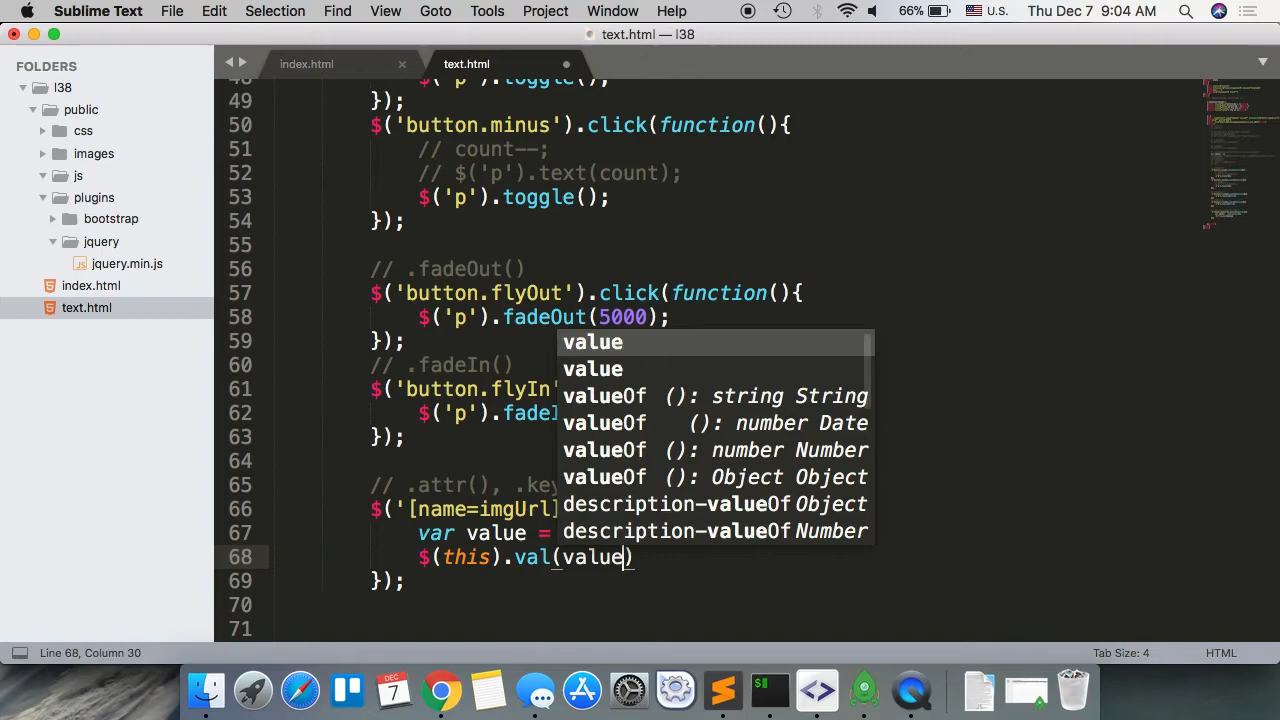 Sublime Text File Edit Selection Find View Goto Tools Project Window Help 66% U.S. Thu Dec 7 9:04 AM
text.html — l38
FOLDERS
l38
public
css
images
js
plugins
bootstrap
jquery
jquery.min.js
index.html
text.html
index.html text.html
48 $('p').toggle();
49 });
50 $('button.minus').click(function(){
51 // count--;
52 // $('p').text(count);
53 $('p').toggle();
54 });
55
56 // .fadeOut()
57 $('button.flyOut').click(function(){
58 $('p').fadeOut(5000);
59 });
60 // .fadeIn()
61 $('button.flyIn'
62 $('p').fadeI
63 });
64
65 // .attr(), .key
66 $('[name=imgUrl]
67 var value =
68 $(this).val(value)
69 });
70
71
value
value
valueOf (): string String
valueOf (): number Date
valueOf (): number Number
valueOf (): Object Object
description-valueOf Object
description-valueOf Number
Line 68, Column 30 Tab Size: 4 HTML
DEC
7
$